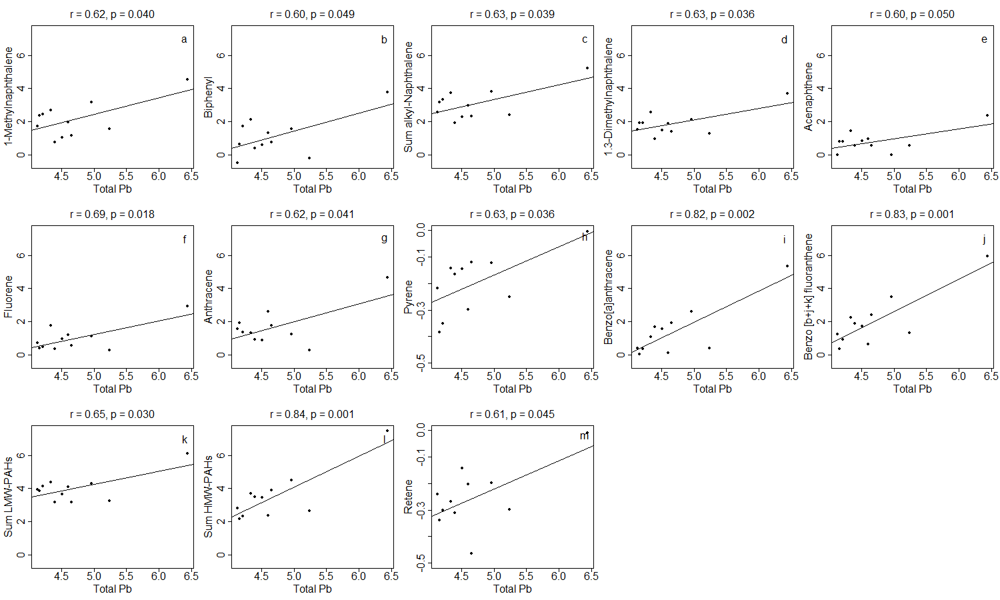 r = 0.62, p = 0.040
a
1-Methylnaphthalene
6
4
2
0
4.5 5.0 5.5 6.0 6.5
Total Pb
r = 0.60, p = 0.049
b
Biphenyl
6
4
2
0
4.5 5.0 5.5 6.0 6.5
Total Pb
r = 0.63, p = 0.039
c
Sum alkyl-Naphthalene
6
4
2
0
4.5 5.0 5.5 6.0 6.5
Total Pb
r = 0.63, p = 0.036
d
1.3-Dimethylnapthalene
6
4
2
0
4.5 5.0 5.5 6.0 6.5
Total Pb
r = 0.60, p = 0.050
e
Acenaphthene
6
4
2
0
4.5 5.0 5.5 6.0 6.5
Total Pb
r = 0.69, p = 0.018
f
Fluorene
6
4
2
0
4.5 5.0 5.5 6.0 6.5
Total Pb
r = 0.62, p = 0.041
g
Anthracene
6
4
2
0
4.5 5.0 5.5 6.0 6.5
Total Pb
r = 0.63, p = 0.036
h
Pyrene
0.0
-0.1
-0.3
-0.5
4.5 5.0 5.5 6.0 6.5
Total Pb
r = 0.82, p = 0.002
i
Benzo[a]anthracene
6
4
2
0
4.5 5.0 5.5 6.0 6.5
Total Pb
r = 0.83, p = 0.001
j
Benzo [b+j+k] fluoranthene
6
4
2
0
4.5 5.0 5.5 6.0 6.5
Total Pb
r = 0.65, p = 0.030
k
Sum LMW-PAHs
6
4
2
0
4.5 5.0 5.5 6.0 6.5
Total Pb
r = 0.84, p = 0.001
l
Sum HMW-PAHs
6
4
2
0
4.5 5.0 5.5 6.0 6.5
Total Pb
r = 0.61, p = 0.045
m
Retene
0.0
-0.1
-0.3
-0.5
4.5 5.0 5.5 6.0 6.5
Total Pb